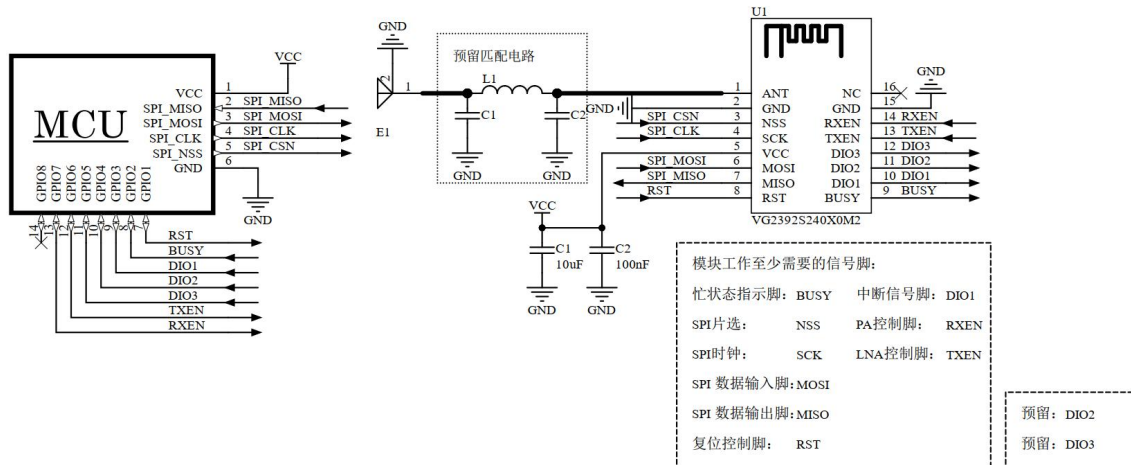 MCU
VCC
VCC
1
SPI_MISO
2
SPI_MISO
SPI_MOSI
3
SPI_MOSI
SPI_CLK
4
SPI_CLK
SPI_NSS
5
SPI_CSN
GND
6
GND
GPIO8
GPIO7
GPIO6
GPIO5
GPIO4
GPIO3
GPIO2
GPIO1
14
13
12
11
10
9
8
7
RST
BUSY
DIO1
DIO2
DIO3
TXEN
RXEN
GND
2
1
E1
预留匹配电路
L1
C1
C2
GND
GND
U1
1
ANT
GND
2
GND
SPI_CSN
3
NSS
SPI_CLK
4
SCK
5
VCC
SPI_MOSI
6
MOSI
SPI_MISO
7
MISO
RST
8
RST
NC
16
GND
15
GND
RXEN
14
RXEN
TXEN
13
TXEN
DIO3
12
DIO3
DIO2
11
DIO2
DIO1
10
DIO1
BUSY
9
BUSY
VG2392S240X0M2
VCC
C1
10uF
C2
100nF
GND
GND
模块工作至少需要的信号脚：
忙状态指示脚：BUSY 中断信号脚：DIO1
SPI片选： NSS PA控制脚： RXEN
SPI时钟： SCK LNA控制脚： TXEN
SPI 数据输入脚：MOSI
SPI 数据输出脚：MISO
复位控制脚： RST
预留：DIO2
预留：DIO3